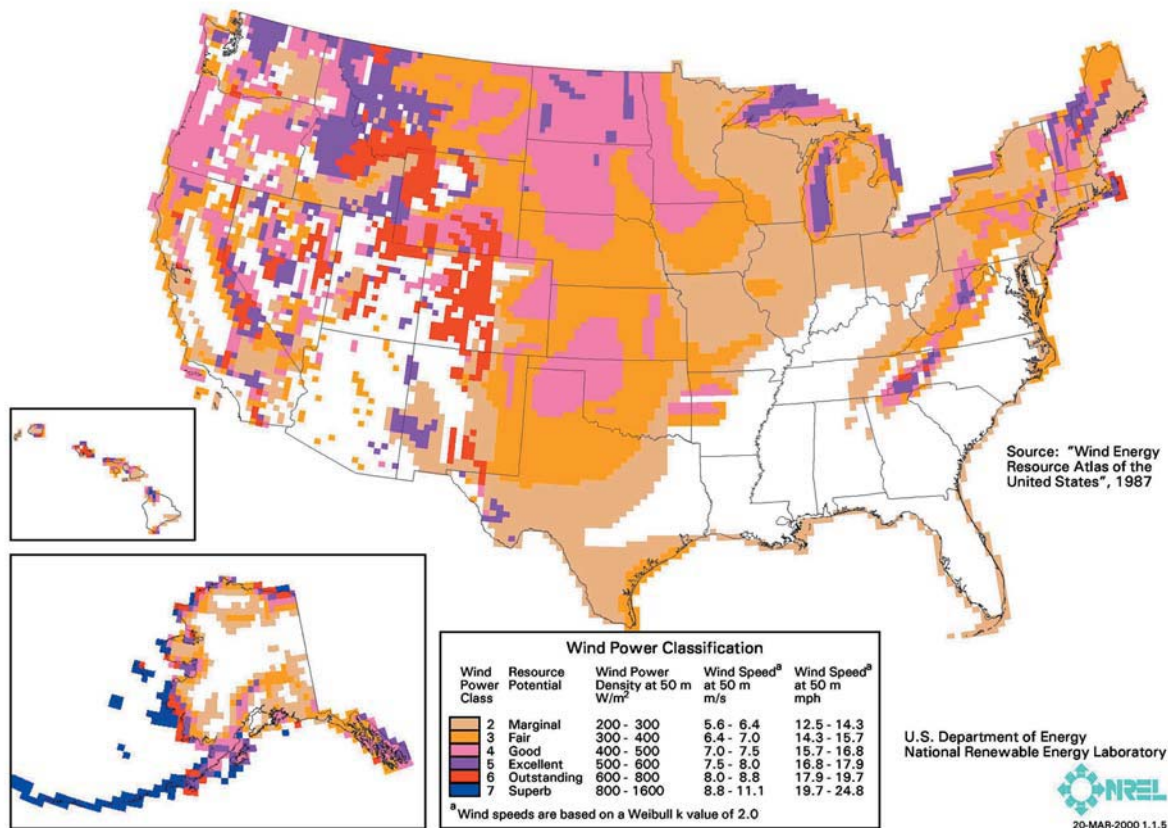 Source: "Wind Energy
Resource Atlas of the
United States", 1987
Wind Power Classification
Wind Power Class Resource Potential Wind Power Density at 50 m W/m² Wind Speedᵃ at 50 m m/s Wind Speedᵃ at 50 m mph
2 Marginal 200 - 300 5.6 - 6.4 12.5 - 14.3
3 Fair 300 - 400 6.4 - 7.0 14.3 - 15.7
4 Good 400 - 500 7.0 - 7.5 15.7 - 16.8
5 Excellent 500 - 600 7.5 - 8.0 16.8 - 17.9
6 Outstanding 600 - 800 8.0 - 8.8 17.9 - 19.7
7 Superb 800 - 1600 8.8 - 11.1 19.7 - 24.8
ᵃ Wind speeds are based on a Weibull k value of 2.0
U.S. Department of Energy
National Renewable Energy Laboratory
NREL
20-MAR-2000 1.1.5